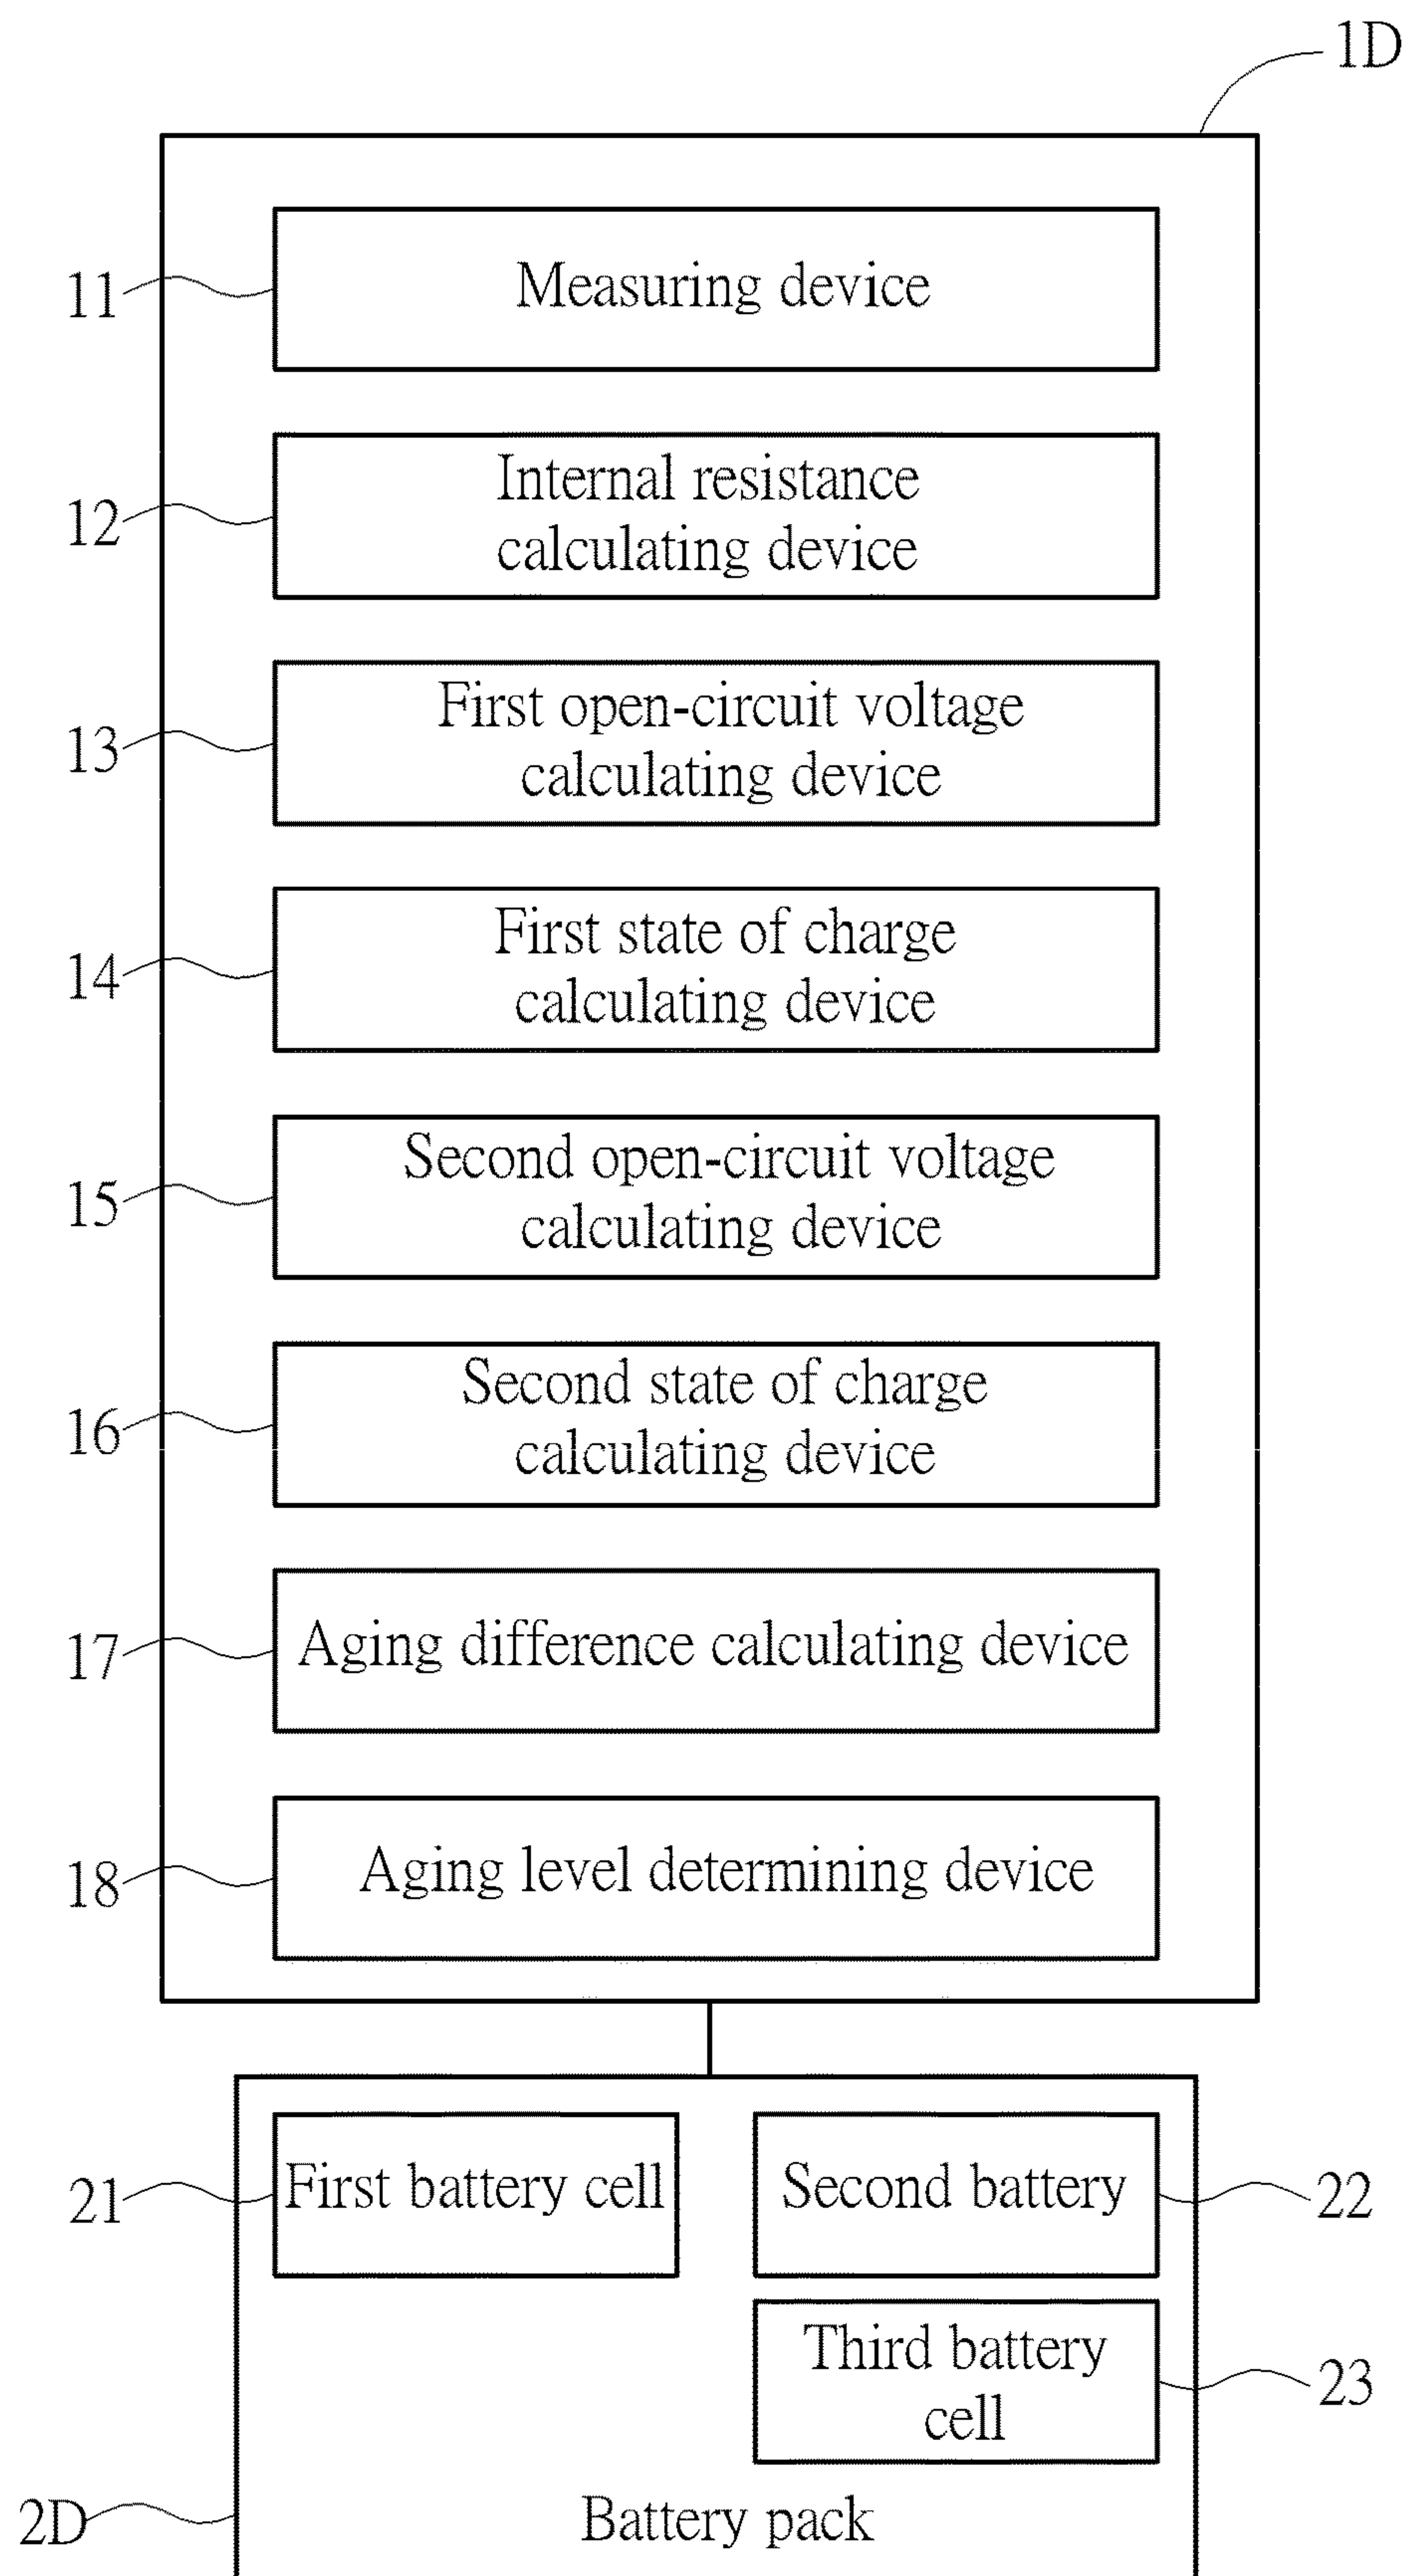 1D
11
Measuring device
12
Internal resistance
calculating device
13
First open-circuit voltage
calculating device
14
First state of charge
calculating device
15
Second open-circuit voltage
calculating device
16
Second state of charge
calculating device
17
Aging difference calculating device
18
Aging level determining device
21
First battery cell
Second battery
22
Third battery
cell
23
2D
Battery pack